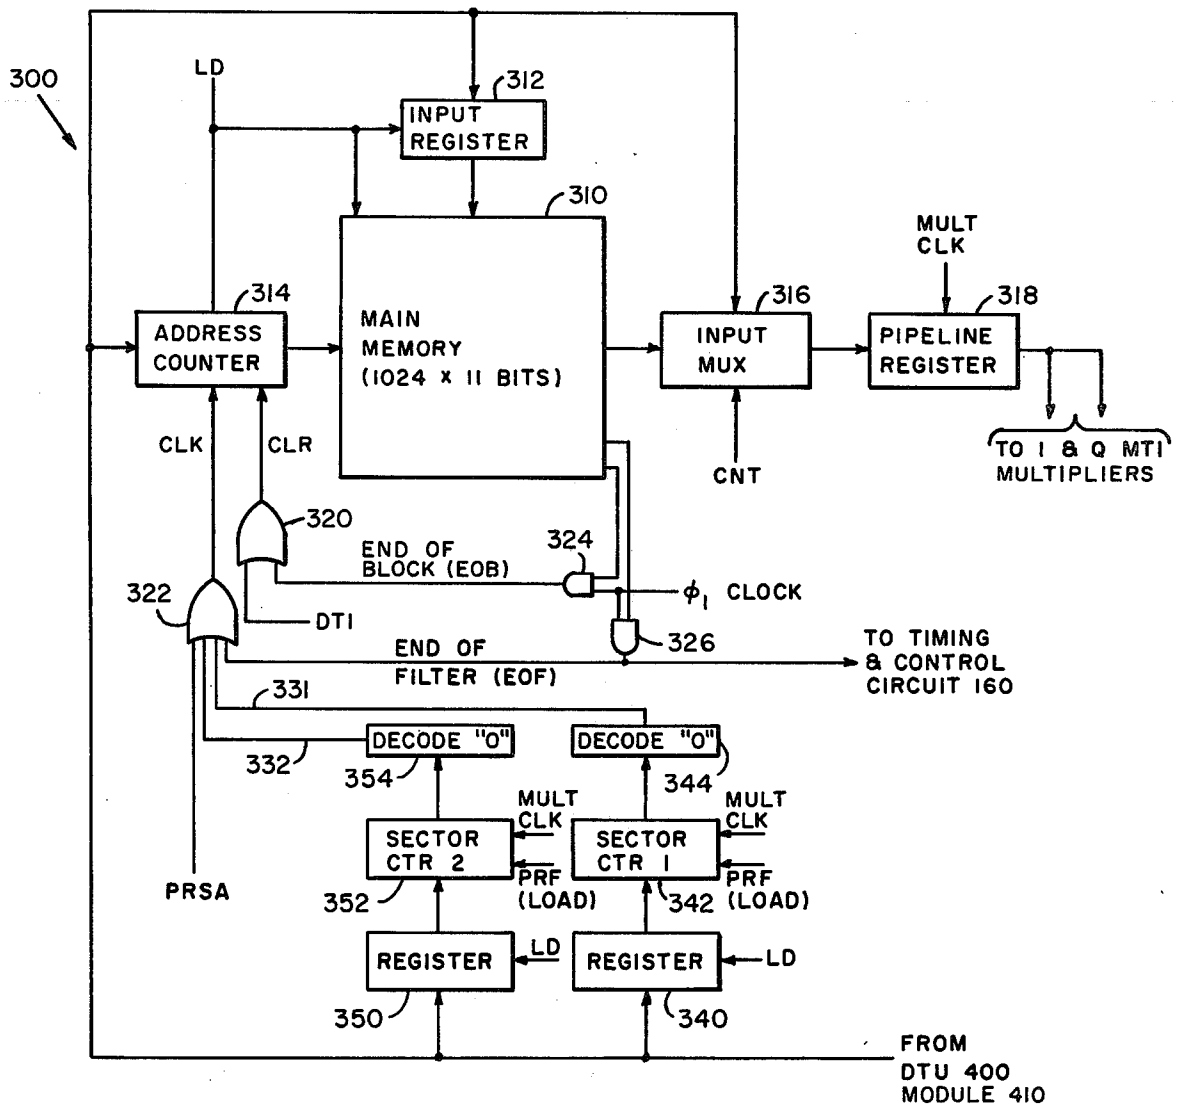 300
LD
312
INPUT
REGISTER
310
MAIN
MEMORY
(1024 X 11 BITS)
314
ADDRESS
COUNTER
316
INPUT
MUX
MULT
CLK
318
PIPELINE
REGISTER
TO I & Q MTI
MULTIPLIERS
CLK
CLR
CNT
320
END OF
BLOCK (EOB)
324
ϕ1 CLOCK
322
DTI
326
END OF
FILTER (EOF)
TO TIMING
& CONTROL
CIRCUIT 160
331
332
DECODE "0"
354
DECODE "0"
344
MULT
CLK
SECTOR
CTR 2
PRF
(LOAD)
352
MULT
CLK
SECTOR
CTR 1
PRF
(LOAD)
342
PRSA
REGISTER
LD
350
REGISTER
LD
340
FROM
DTU 400
MODULE 410